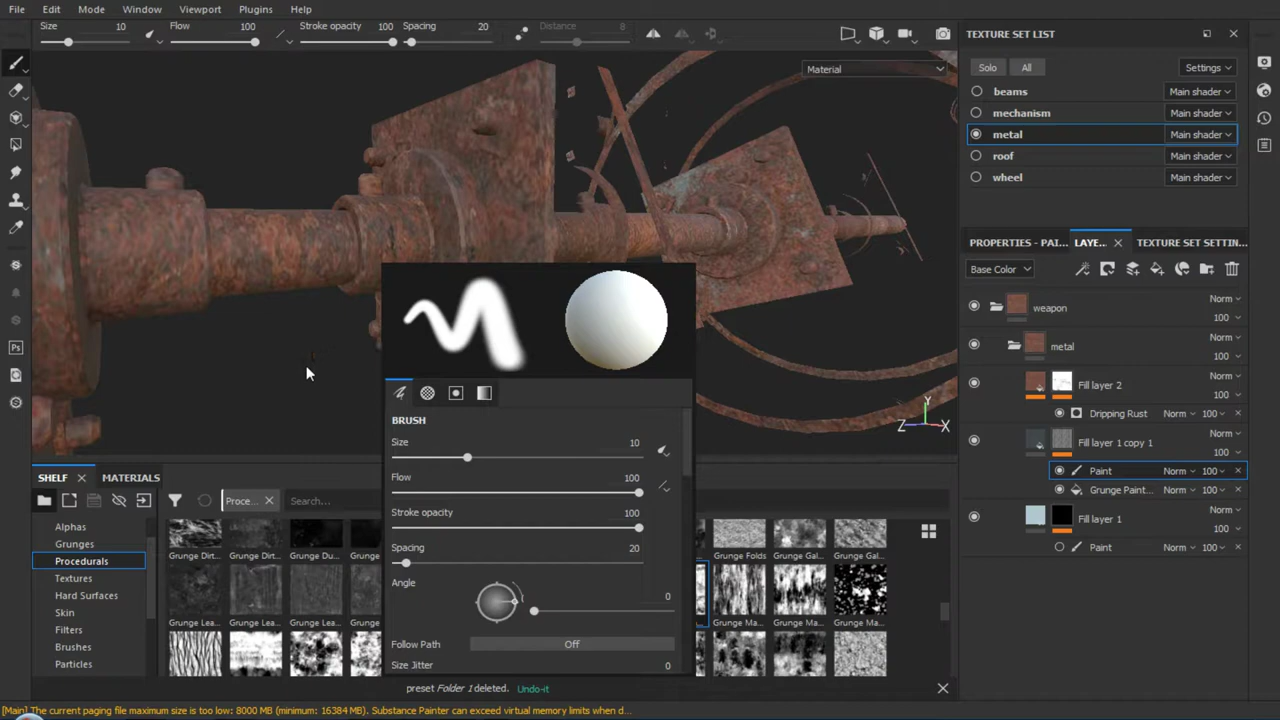 File Edit Mode Window Viewport Plugins Help
Size 10 Flow 100 Stroke opacity 100 Spacing 20 Distance 8
Material
TEXTURE SET LIST
Solo All Settings
beams Main shader
mechanism Main shader
metal Main shader
roof Main shader
wheel Main shader
PROPERTIES - PAI... LAYE... TEXTURE SET SETTIN...
Base Color
weapon Norm 100
metal Norm 100
Fill layer 2 Norm 100
Dripping Rust Norm 100
Fill layer 1 copy 1 Norm 100
Paint Norm 100
Grunge Paint... Norm 100
Fill layer 1 Norm 100
Paint Norm 100
Y
Z X
BRUSH
Size 10
Flow 100
Stroke opacity 100
Spacing 20
Angle 0
Follow Path Off
Size Jitter 0
SHELF MATERIALS
Proce... Search...
Alphas
Grunges
Procedurals
Textures
Hard Surfaces
Skin
Filters
Brushes
Particles
Grunge Dirt... Grunge Dirt... Grunge Du... Grunge Folds Grunge Gal... Grunge Gal...
Grunge Lea... Grunge Lea... Grunge Lea... Grunge Ma... Grunge Ma... Grunge Ma...
Ps
preset Folder 1 deleted. Undo-it
[Main] The current paging file maximum size is too low: 8000 MB (minimum: 16384 MB). Substance Painter can exceed virtual memory limits when d...